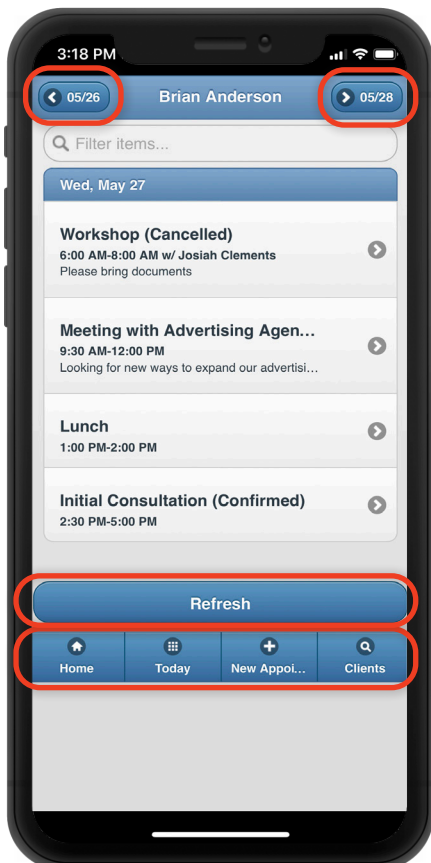 3:18 PM
05/26
Brian Anderson
05/28
Filter items...
Wed, May 27
Workshop (Cancelled)
6:00 AM-8:00 AM w/ Josiah Clements
Please bring documents
Meeting with Advertising Agen...
9:30 AM-12:00 PM
Looking for new ways to expand our advertisi...
Lunch
1:00 PM-2:00 PM
Initial Consultation (Confirmed)
2:30 PM-5:00 PM
Refresh
Home
Today
New Appoi...
Clients